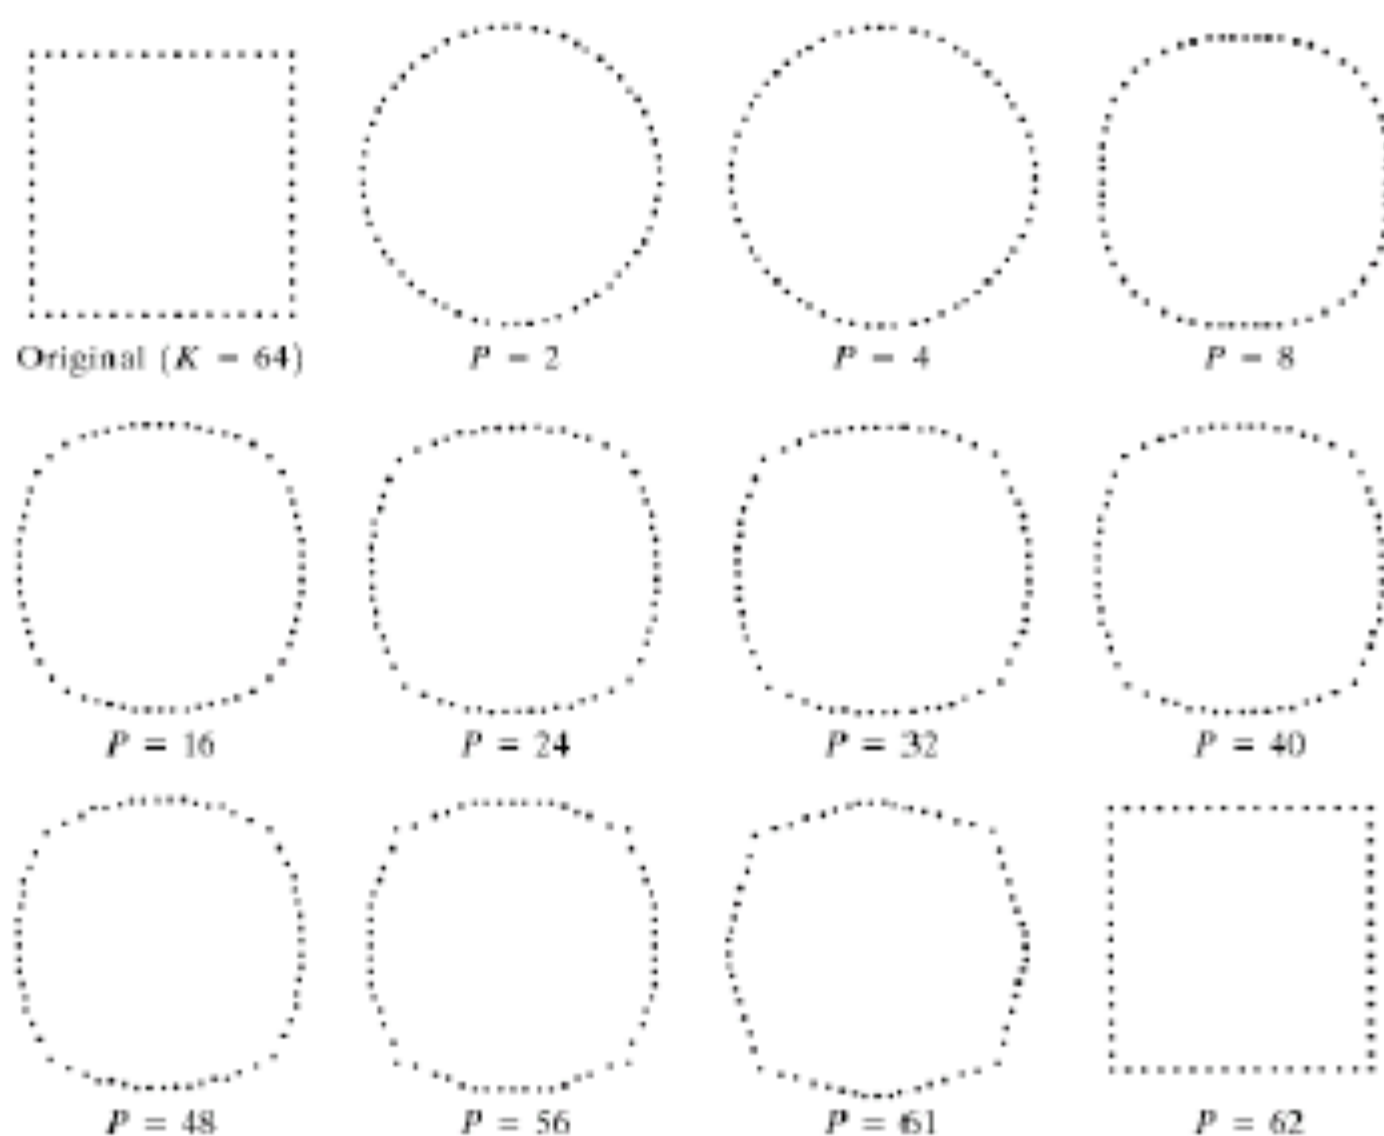 Original (K = 64) P = 2 P = 4 P = 8
P = 16 P = 24 P = 32 P = 40
P = 48 P = 56 P = 61 P = 62